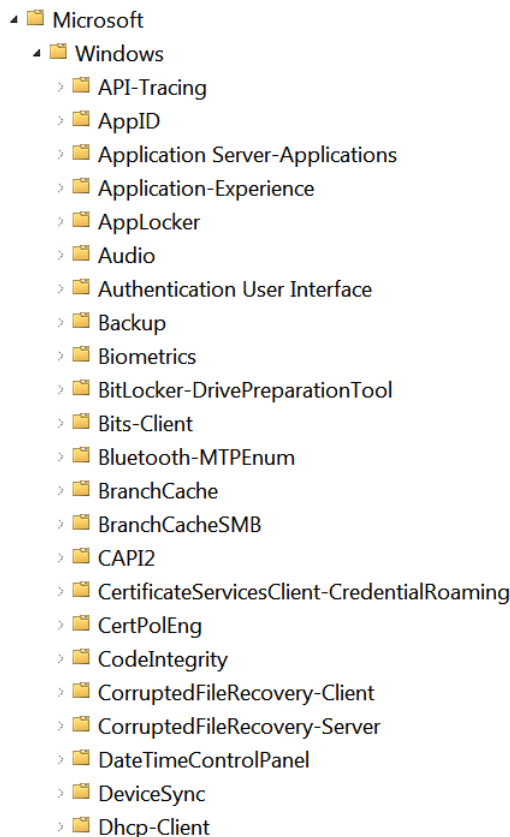 Microsoft
Windows
API-Tracing
AppID
Application Server-Applications
Application-Experience
AppLocker
Audio
Authentication User Interface
Backup
Biometrics
BitLocker-DrivePreparationTool
Bits-Client
Bluetooth-MTPEnum
BranchCache
BranchCacheSMB
CAPI2
CertificateServicesClient-CredentialRoaming
CertPolEng
CodeIntegrity
CorruptedFileRecovery-Client
CorruptedFileRecovery-Server
DateTimeControlPanel
DeviceSync
Dhcp-Client